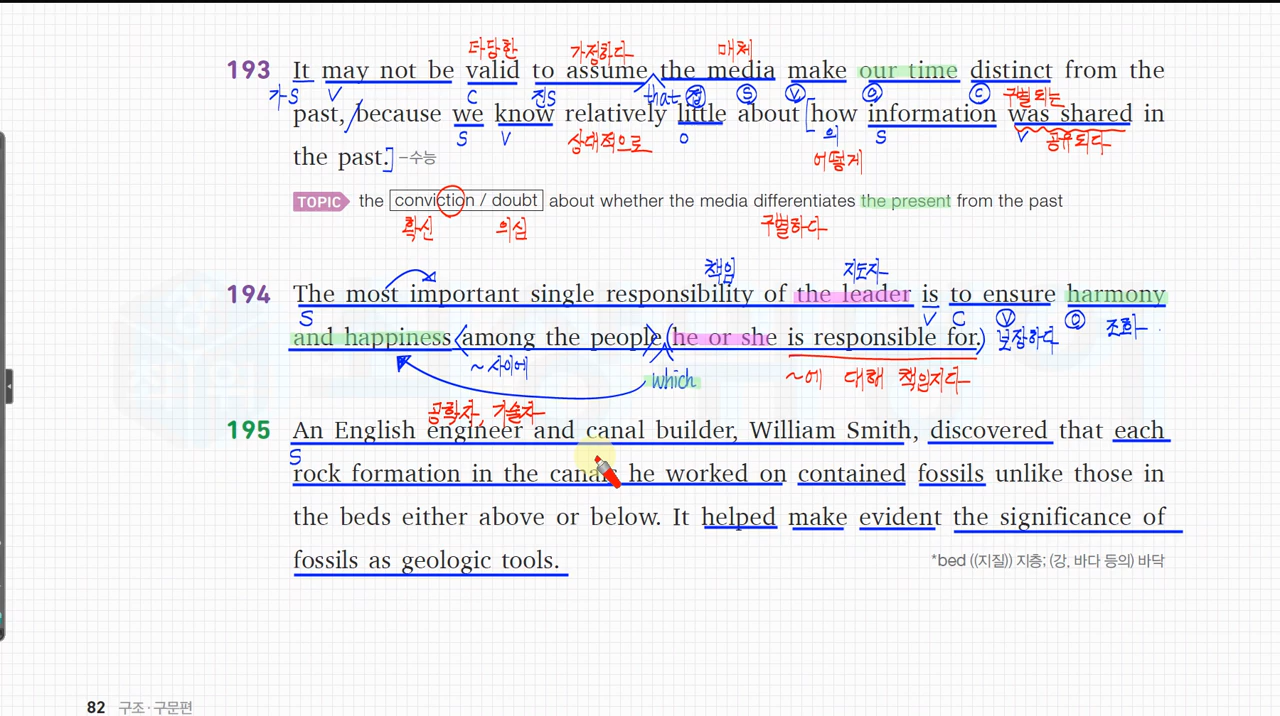 타당한 가정하다 매체
193 It may not be valid to assume the media make our time distinct from the
가S V C 진S that 접 S V O C 구별되는
past, because we know relatively little about [how information was shared in
S V 상대적으로 O 의 S V 공유되다
어떻게
the past.] –수능
TOPIC the conviction / doubt about whether the media differentiates the present from the past
확신 의심 구별하다
책임 지도자
194 The most important single responsibility of the leader is to ensure harmony
S V C V O 조화
and happiness <among the people> (he or she is responsible for.) 보장하다
~사이에 which ~에 대해 책임지다
공학자, 기술자
195 An English engineer and canal builder, William Smith, discovered that each
S
rock formation in the canals he worked on contained fossils unlike those in
the beds either above or below. It helped make evident the significance of
fossils as geologic tools. *bed ((지질)) 지층; (강, 바다 등의) 바닥
82 구조·구문편